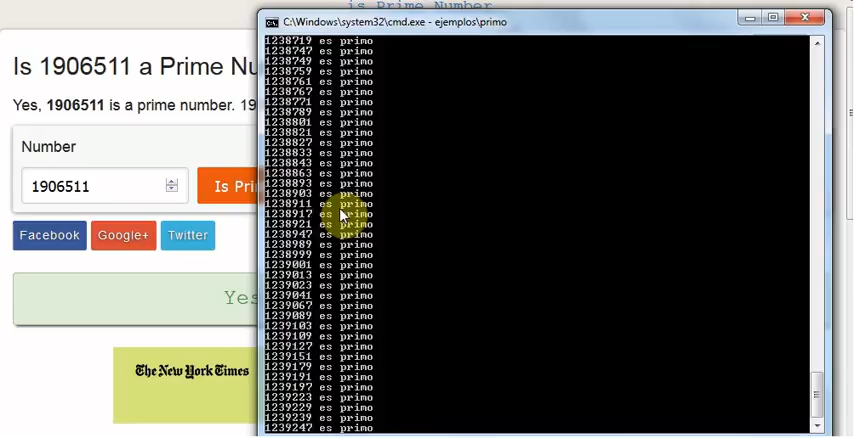 is Prime Number
C:\Windows\system32\cmd.exe - ejemplos\primo
Is 1906511 a Prime Nu
Yes, 1906511 is a prime number. 19
Number
1906511
Is Pri
Facebook
Google+
Twitter
Yes
The New York Times
1238719 es primo
1238747 es primo
1238749 es primo
1238759 es primo
1238761 es primo
1238767 es primo
1238771 es primo
1238789 es primo
1238801 es primo
1238821 es primo
1238827 es primo
1238833 es primo
1238843 es primo
1238863 es primo
1238893 es primo
1238903 es primo
1238911 es primo
1238917 es primo
1238921 es primo
1238947 es primo
1238989 es primo
1238999 es primo
1239001 es primo
1239013 es primo
1239023 es primo
1239041 es primo
1239067 es primo
1239089 es primo
1239103 es primo
1239109 es primo
1239127 es primo
1239151 es primo
1239179 es primo
1239191 es primo
1239197 es primo
1239223 es primo
1239229 es primo
1239239 es primo
1239247 es primo